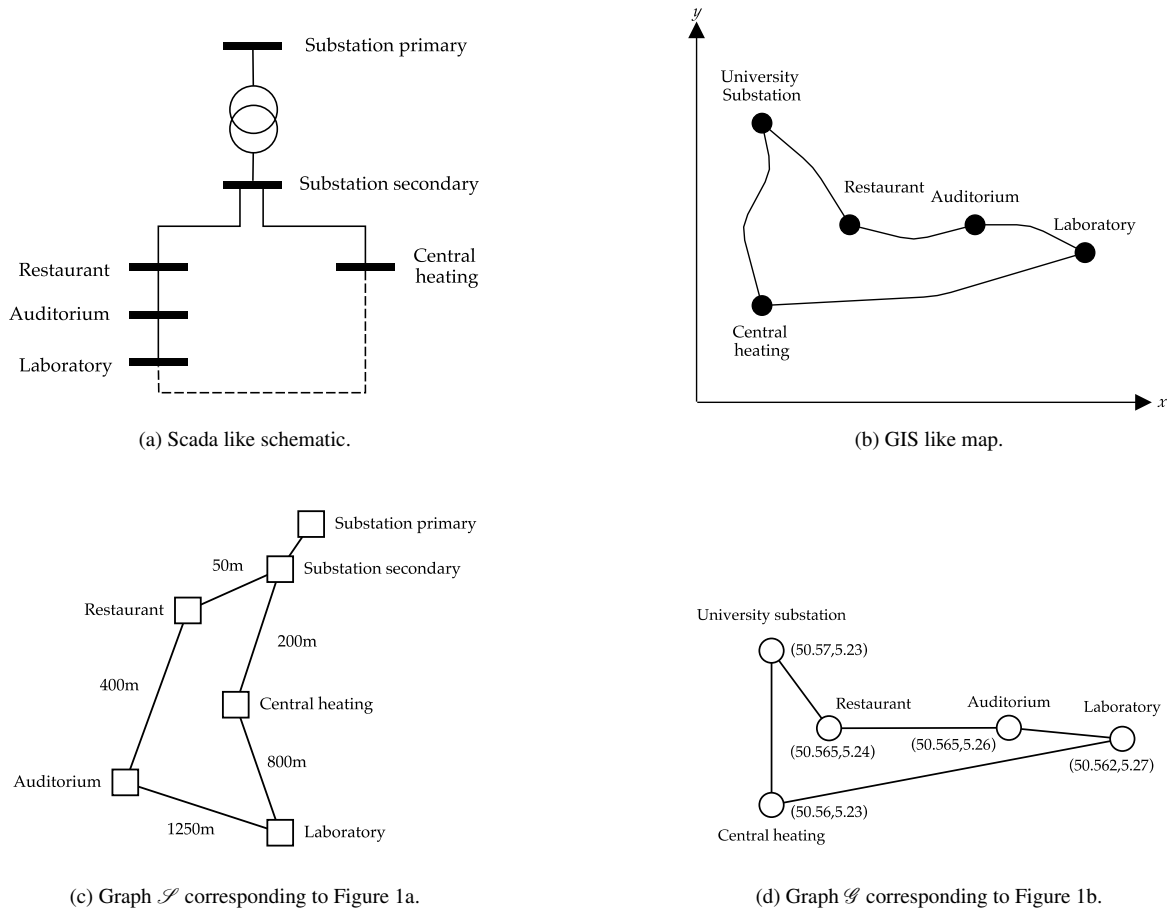 Substation primary
Substation secondary
Restaurant
Central
heating
Auditorium
Laboratory
(a) Scada like schematic.
y
University
Substation
Restaurant
Auditorium
Laboratory
Central
heating
x
(b) GIS like map.
Substation primary
50m
Substation secondary
Restaurant
200m
400m
Central heating
800m
Auditorium
1250m
Laboratory
(c) Graph 𝒮 corresponding to Figure 1a.
University substation
(50.57,5.23)
Restaurant
Auditorium
Laboratory
(50.565,5.24)
(50.565,5.26)
(50.562,5.27)
(50.56,5.23)
Central heating
(d) Graph 𝒢 corresponding to Figure 1b.